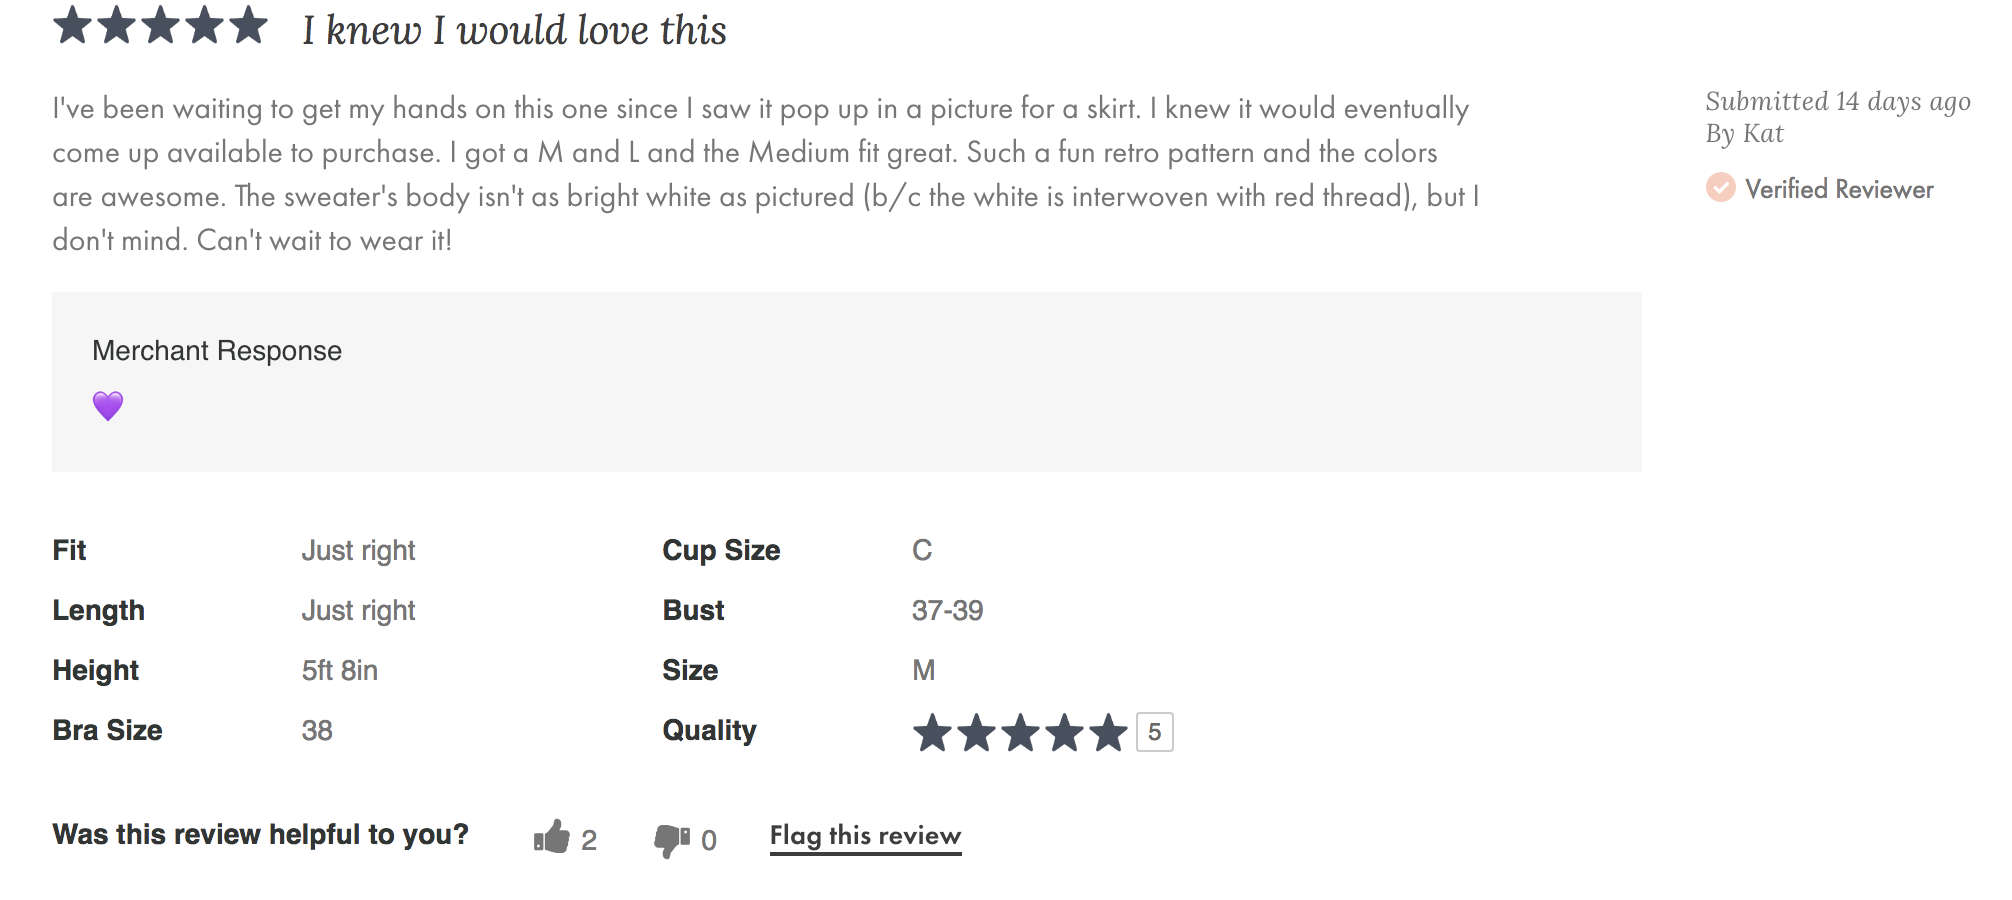 I knew I would love this
I've been waiting to get my hands on this one since I saw it pop up in a picture for a skirt. I knew it would eventually
come up available to purchase. I got a M and L and the Medium fit great. Such a fun retro pattern and the colors
are awesome. The sweater's body isn't as bright white as pictured (b/c the white is interwoven with red thread), but I
don't mind. Can't wait to wear it!
Submitted 14 days ago
By Kat
Verified Reviewer
Merchant Response
Fit Just right Cup Size C
Length Just right Bust 37-39
Height 5ft 8in Size M
Bra Size 38 Quality 5
Was this review helpful to you? 2 0 Flag this review